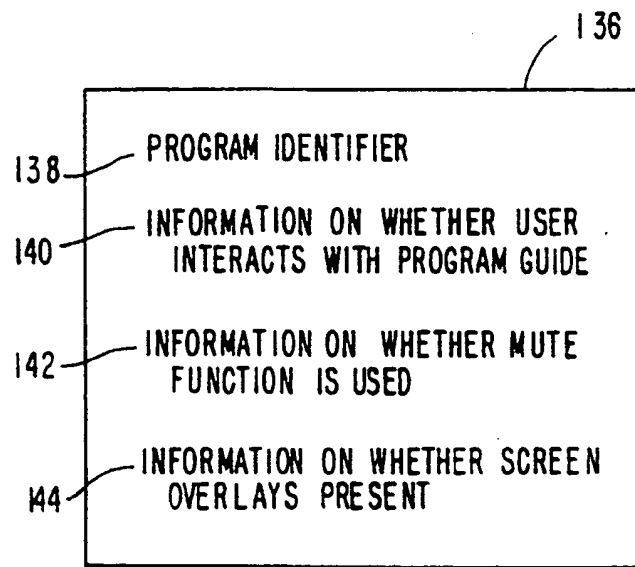 136
138 PROGRAM IDENTIFIER
INFORMATION ON WHETHER USER
140 INTERACTS WITH PROGRAM GUIDE
142 INFORMATION ON WHETHER MUTE
FUNCTION IS USED
INFORMATION ON WHETHER SCREEN
144 OVERLAYS PRESENT